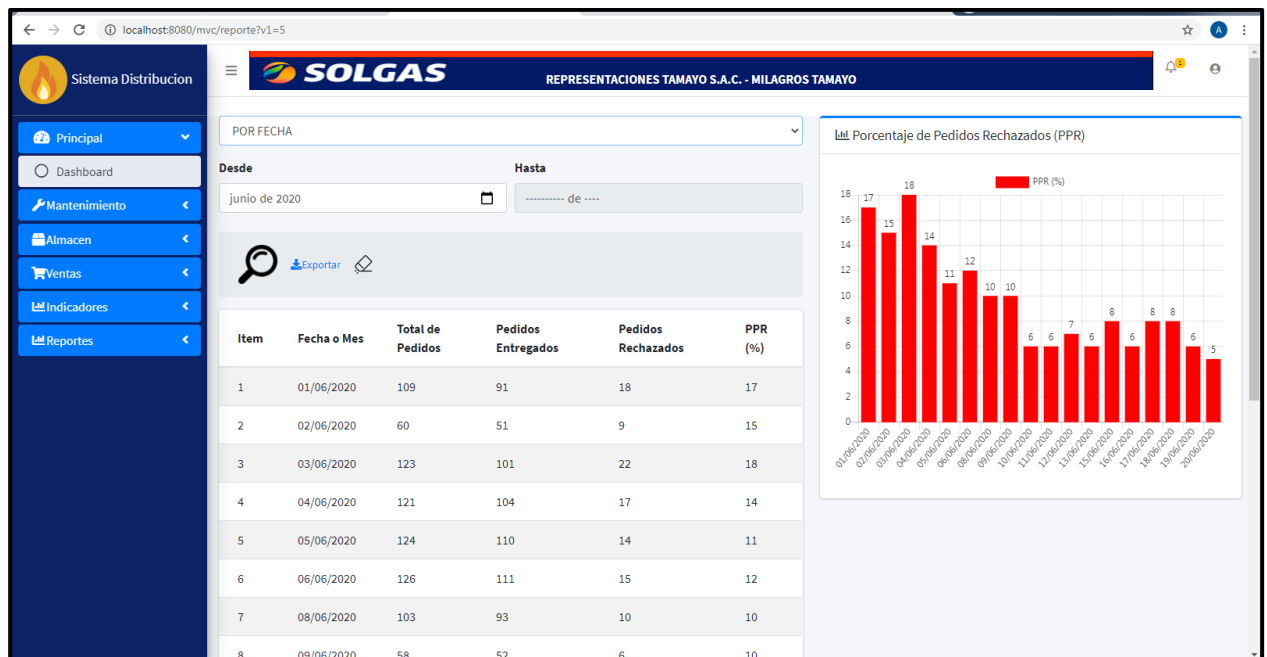 localhost:8080/mvc/reporte?v1=5
A
Sistema Distribucion
SOLGAS
REPRESENTACIONES TAMAYO S.A.C. - MILAGROS TAMAYO
Principal
Dashboard
Mantenimiento
Almacen
Ventas
Indicadores
Reportes
POR FECHA
Desde Hasta
junio de 2020 ---------- de ----
Exportar
Item Fecha o Mes Total de Pedidos Pedidos Entregados Pedidos Rechazados PPR (%)
1 01/06/2020 109 91 18 17
2 02/06/2020 60 51 9 15
3 03/06/2020 123 101 22 18
4 04/06/2020 121 104 17 14
5 05/06/2020 124 110 14 11
6 06/06/2020 126 111 15 12
7 08/06/2020 103 93 10 10
8 09/06/2020 58 52 6 10
Porcentaje de Pedidos Rechazados (PPR)
PPR (%)
18
16
14
12
10
8
6
4
2
0
17 15 18 14 11 12 10 10 6 6 7 6 8 6 8 8 6 5
01/06/2020 02/06/2020 03/06/2020 04/06/2020 05/06/2020 06/06/2020 08/06/2020 09/06/2020 10/06/2020 11/06/2020 12/06/2020 13/06/2020 15/06/2020 16/06/2020 17/06/2020 18/06/2020 19/06/2020 20/06/2020